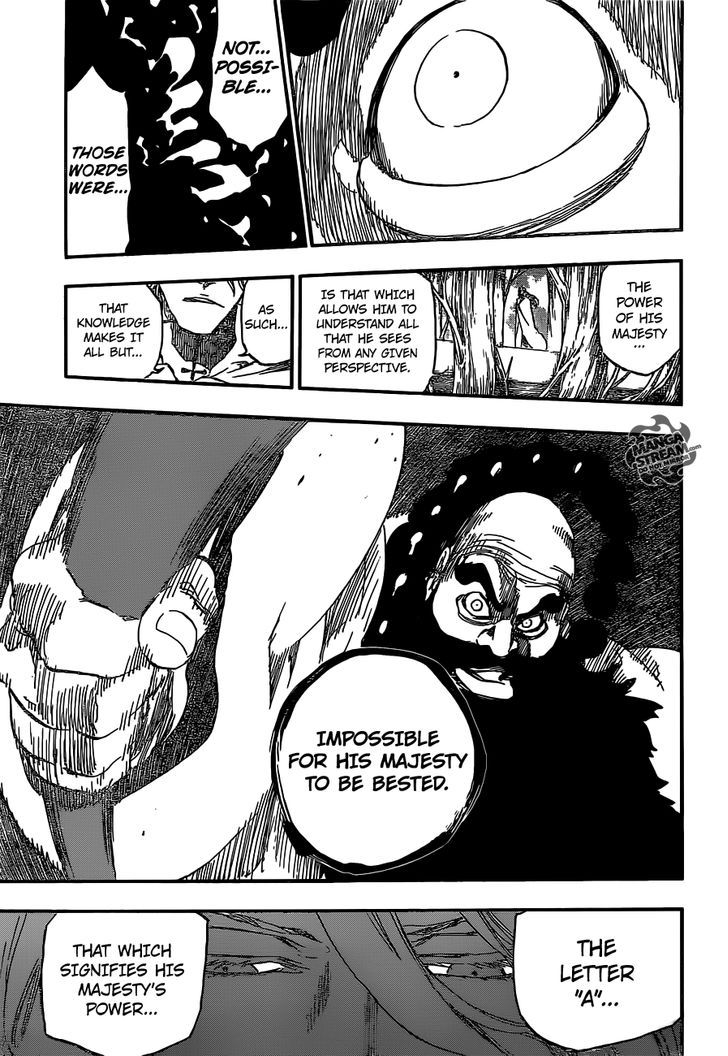 NOT...
POSSI-
BLE...
THOSE
WORDS
WERE...
THE
POWER
OF HIS
MAJESTY
...
IS THAT WHICH
ALLOWS HIM TO
UNDERSTAND ALL
THAT HE SEES
FROM ANY GIVEN
PERSPECTIVE.
AS
SUCH...
THAT
KNOWLEDGE
MAKES IT
ALL BUT...
MANGA
STREAM.com
IMPOSSIBLE
FOR HIS MAJESTY
TO BE BESTED.
THE
LETTER
"A"...
THAT WHICH
SIGNIFIES HIS
MAJESTY'S
POWER...